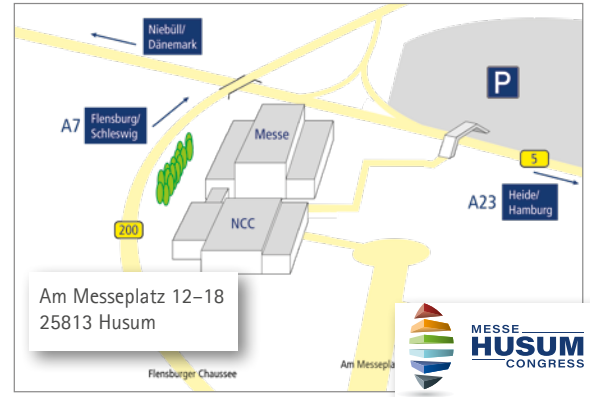 Niebüll/
Dänemark
P
A7
Flensburg/
Schleswig
Messe
5
A23
Heide/
Hamburg
NCC
200
Am Messeplatz 12–18
25813 Husum
Flensburger Chaussee
Am
MESSE
HUSUM
CONGRESS